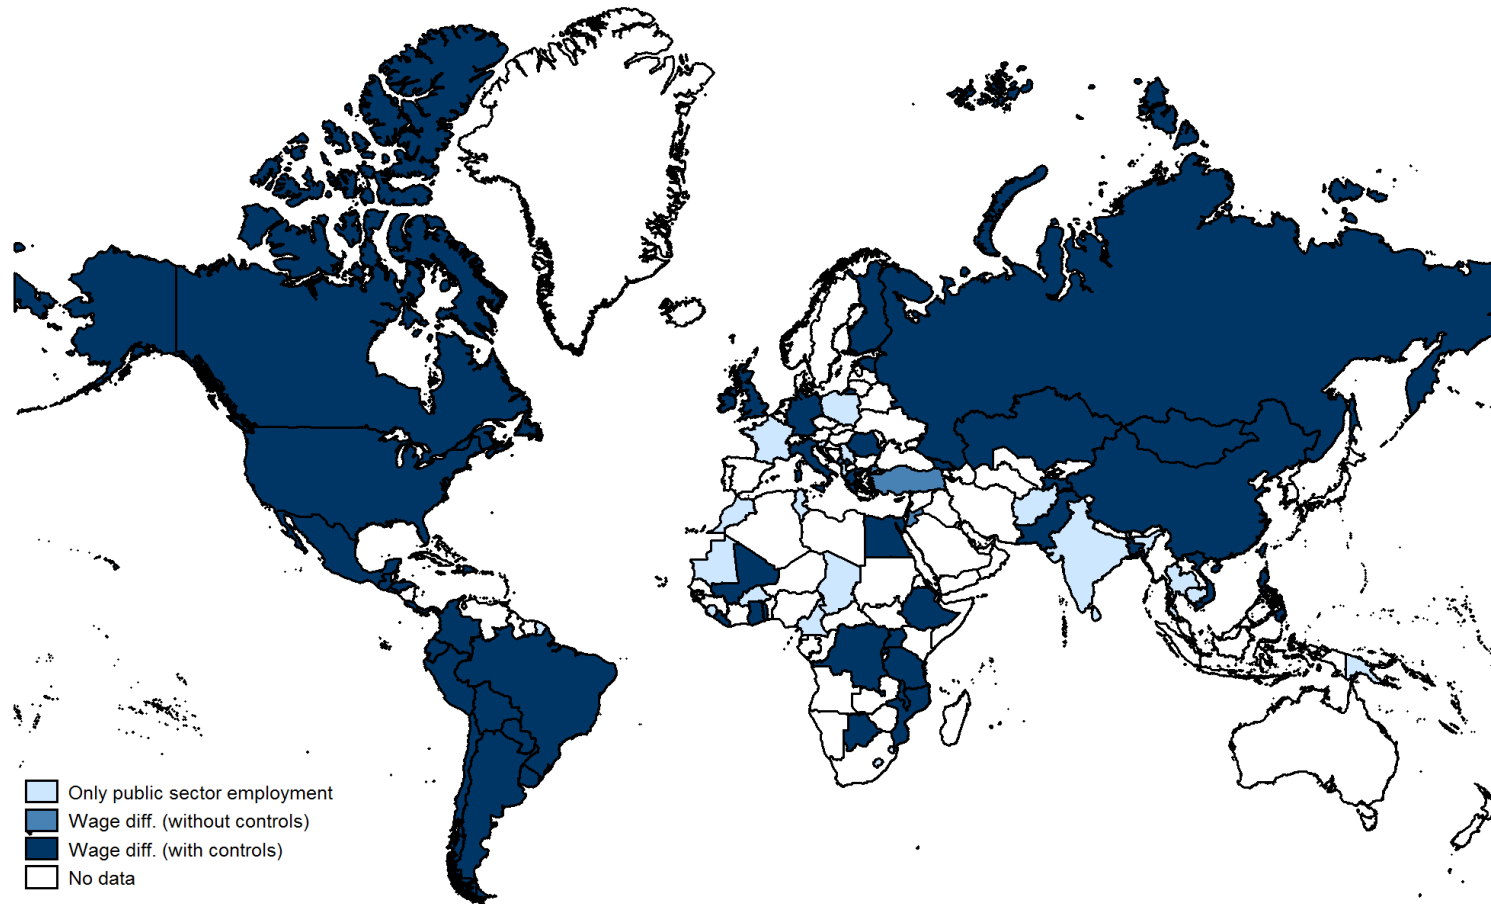 Only public sector employment
Wage diff. (without controls)
Wage diff. (with controls)
No data